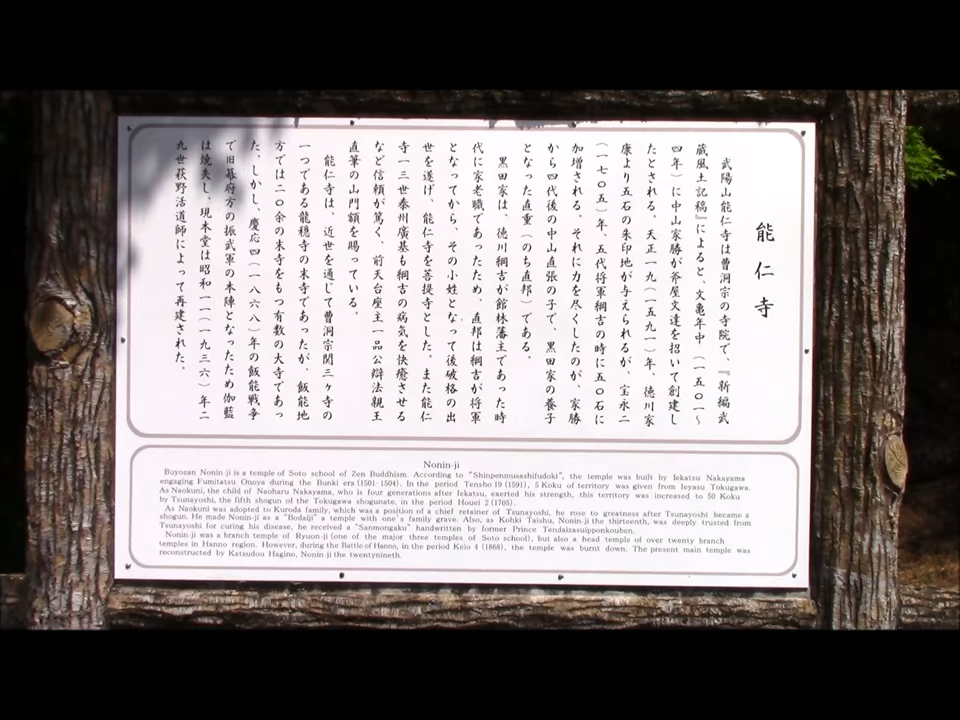 能仁寺
武陽山能仁寺は曹洞宗の寺院で、『新編武
蔵風土記稿』によると、文亀年中（一五〇一～
四年）に中山家勝が斧屋文達を招いて創建し
たとされる。天正一九（一五九一）年、徳川家
康より五石の朱印地が与えられるが、宝永二
（一七〇五）年、五代将軍綱吉の時に五〇石に
加増される。それに力を尽くしたのが、家勝
から四代後の中山直張の子で、黒田家の養子
となった直重（のち直邦）である。
黒田家は、徳川綱吉が館林藩主であった時
代に家老職であったため、直邦は綱吉が将軍
となってから、その小姓となって後破格の出
世を遂げ、能仁寺を菩提寺とした。また能仁
寺一三世泰州廣基も綱吉の病気を快癒させる
など信頼が篤く、前天台座主一品公辯法親王
直筆の山門額を賜っている。
能仁寺は、近世を通じて曹洞宗関三ヶ寺の
一つである龍穏寺の末寺であったが、飯能地
方では二〇余の末寺をもつ有数の大寺であっ
た。しかし、慶応四（一八六八）年の飯能戦争
で旧幕府方の振武軍の本陣となったため伽藍
は焼失し、現本堂は昭和一一（一九三六）年二
九世萩野活道師によって再建された。
Nonin-ji
Buyozan Nonin-ji is a temple of Soto school of Zen Buddhism. According to "Shinpenmusashifudoki", the temple was built by Iekatsu Nakayama
engaging Fumitatsu Onoya during the Bunki era (1501-1504). In the period Tensho 19 (1591), 5 Koku of territory was given from Ieyasu Tokugawa.
As Naokuni, the child of Naoharu Nakayama, who is four generations after Iekatsu, exerted his strength, this territory was increased to 50 Koku
by Tsunayoshi, the fifth shogun of the Tokugawa shogunate, in the period Houei 2 (1705).
As Naokuni was adopted to Kuroda family, which was a position of a chief retainer of Tsunayoshi, he rose to greatness after Tsunayoshi became a
shogun. He made Nonin-ji as a "Bodaiji" a temple with one's family grave. Also, as Kohki Taishu, Nonin-ji the thirteenth, was deeply trusted from
Tsunayoshi for curing his disease, he received a "Sanmongaku" handwritten by former Prince Tendaizasuipponkouben.
Nonin-ji was a branch temple of Ryuon-ji (one of the major three temples of Soto school), but also a head temple of over twenty branch
temples in Hanno region. However, during the Battle of Hanno, in the period Keio 4 (1868), the temple was burnt down. The present main temple was
reconstructed by Kataudou Hagino, Nonin-ji the twentynineth.